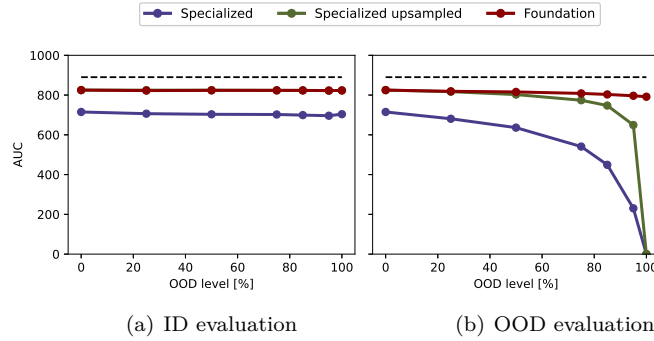 Specialized Specialized upsampled Foundation
1000
800
600
400
200
0
AUC
0 20 40 60 80 100
OOD level [%]
0 20 40 60 80 100
OOD level [%]
(a) ID evaluation
(b) OOD evaluation